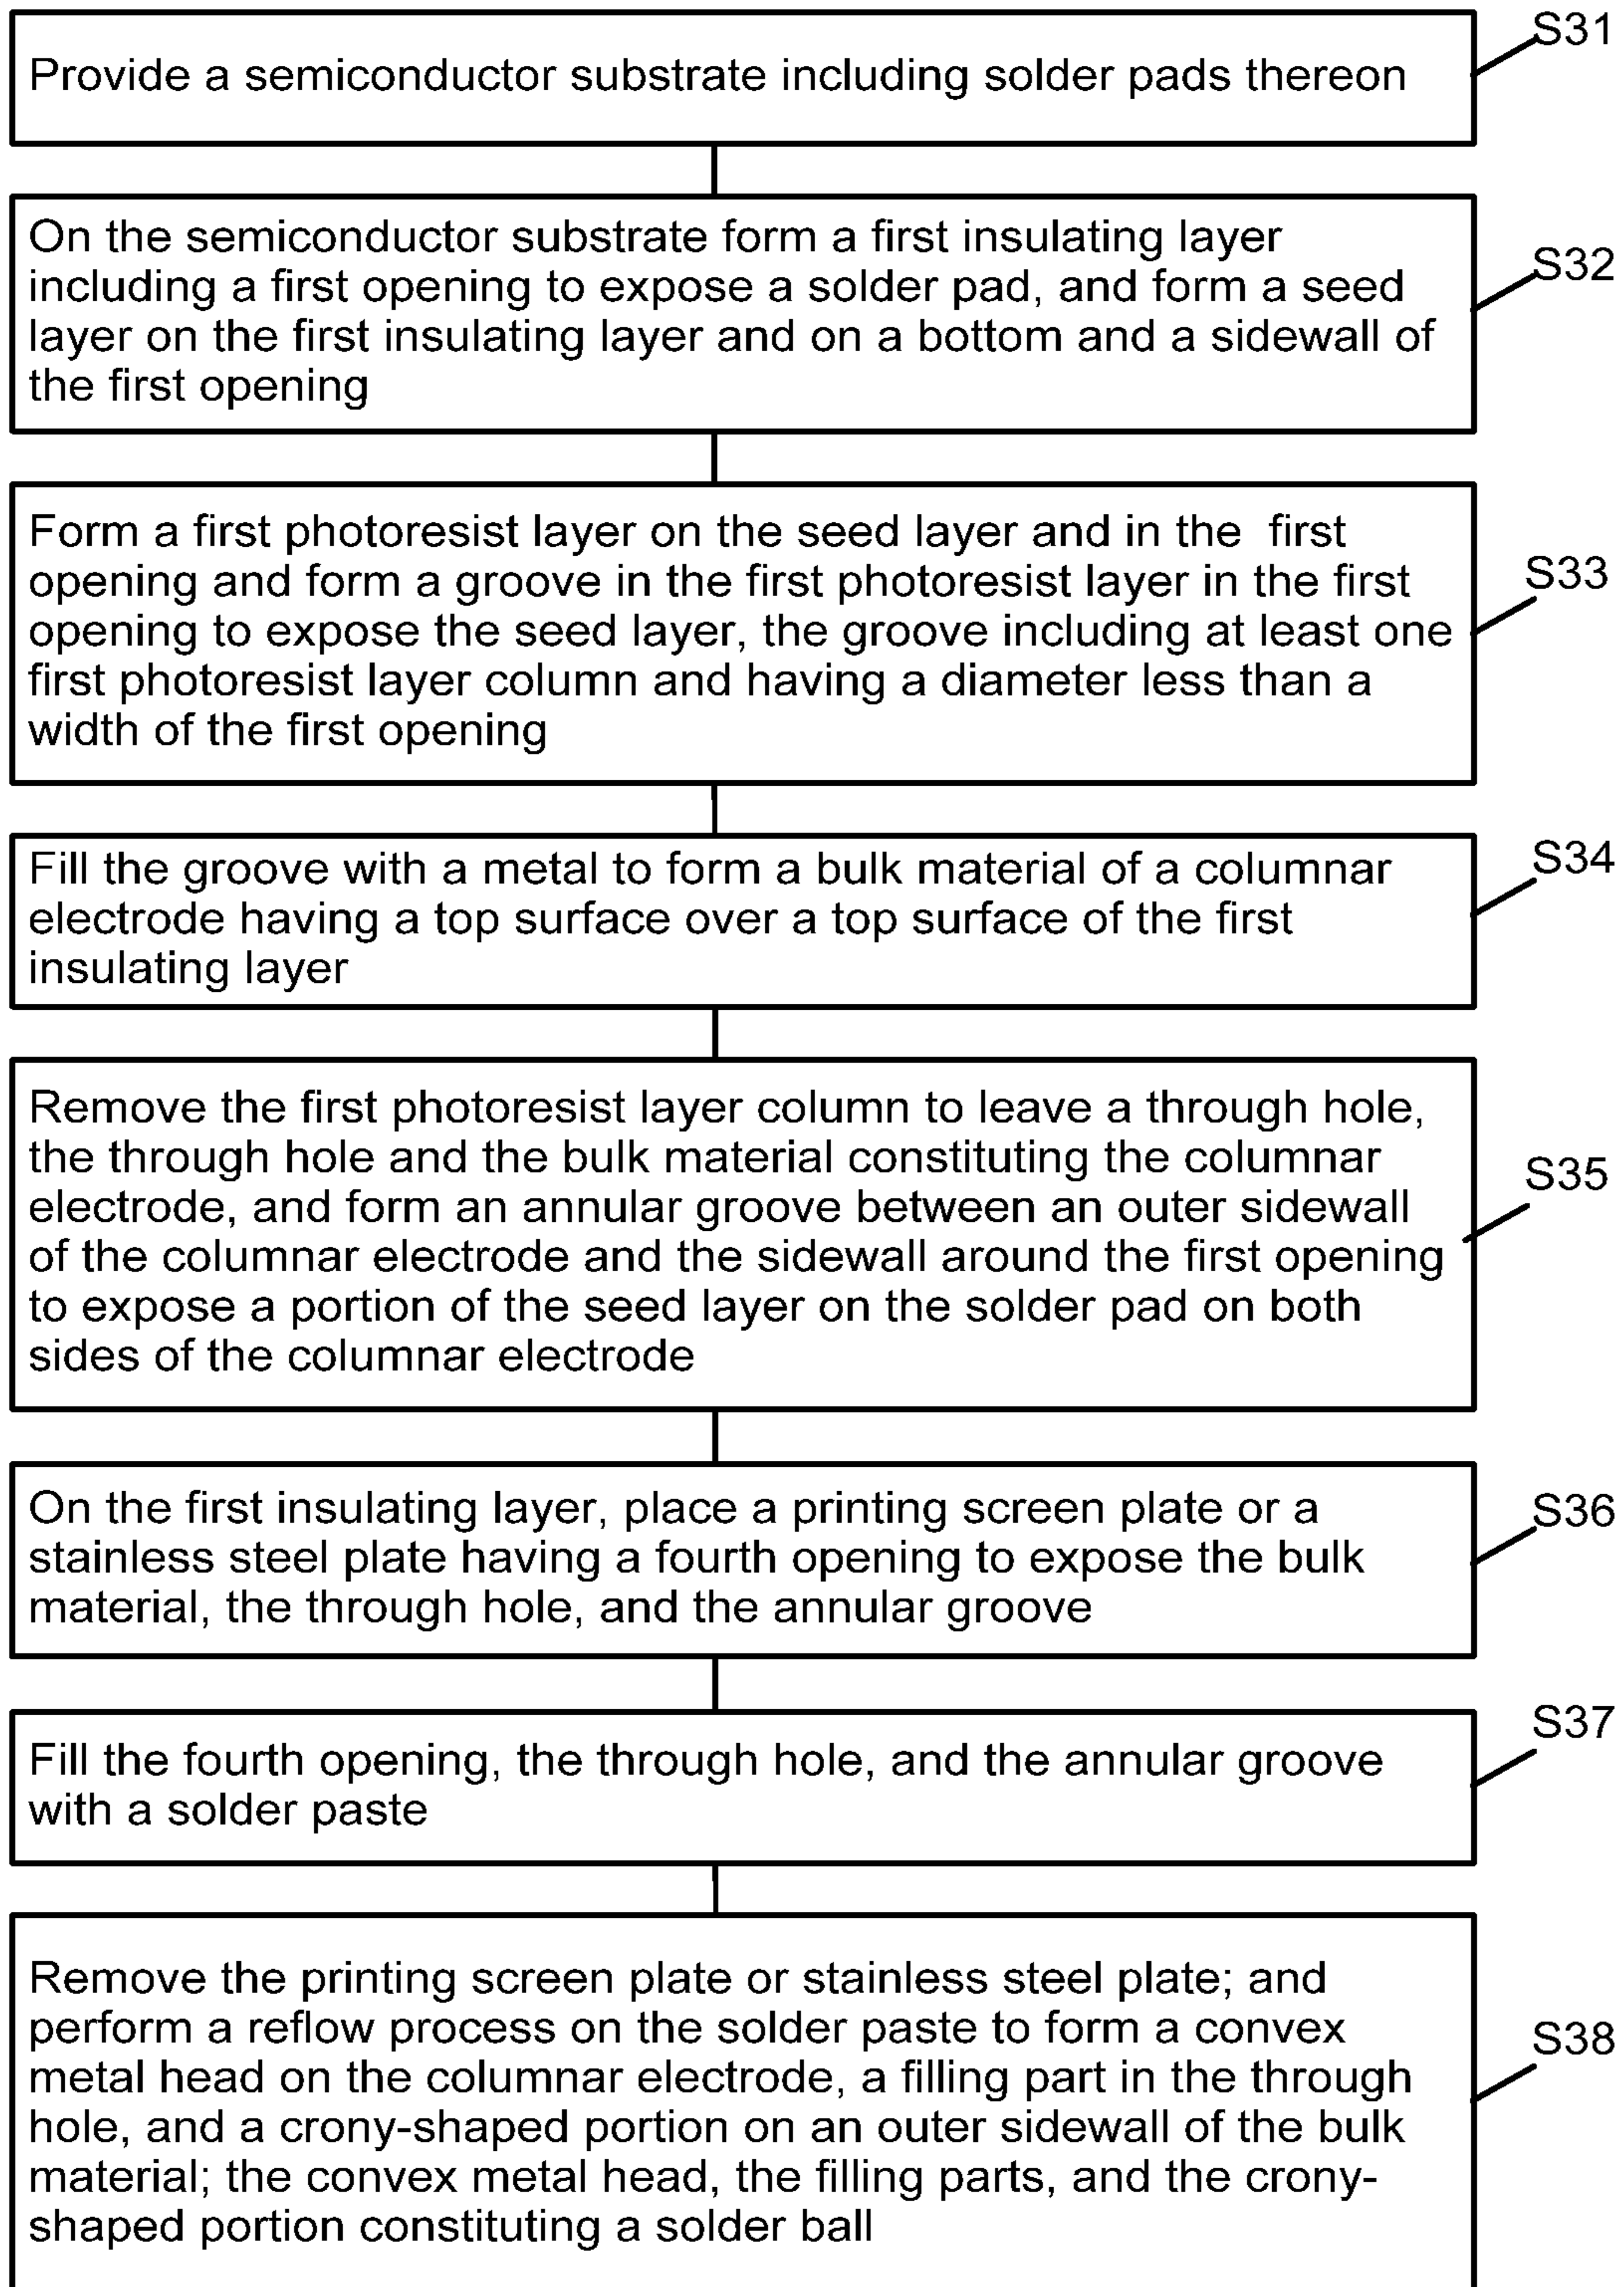 S31
Provide a semiconductor substrate including solder pads thereon
On the semiconductor substrate form a first insulating layer
including a first opening to expose a solder pad, and form a seed
layer on the first insulating layer and on a bottom and a sidewall of
the first opening
S32
Form a first photoresist layer on the seed layer and in the first
opening and form a groove in the first photoresist layer in the first
opening to expose the seed layer, the groove including at least one
first photoresist layer column and having a diameter less than a
width of the first opening
S33
Fill the groove with a metal to form a bulk material of a columnar
electrode having a top surface over a top surface of the first
insulating layer
S34
Remove the first photoresist layer column to leave a through hole,
the through hole and the bulk material constituting the columnar
electrode, and form an annular groove between an outer sidewall
of the columnar electrode and the sidewall around the first opening
to expose a portion of the seed layer on the solder pad on both
sides of the columnar electrode
S35
On the first insulating layer, place a printing screen plate or a
stainless steel plate having a fourth opening to expose the bulk
material, the through hole, and the annular groove
S36
Fill the fourth opening, the through hole, and the annular groove
with a solder paste
S37
Remove the printing screen plate or stainless steel plate; and
perform a reflow process on the solder paste to form a convex
metal head on the columnar electrode, a filling part in the through
hole, and a crony-shaped portion on an outer sidewall of the bulk
material; the convex metal head, the filling parts, and the crony-
shaped portion constituting a solder ball
S38